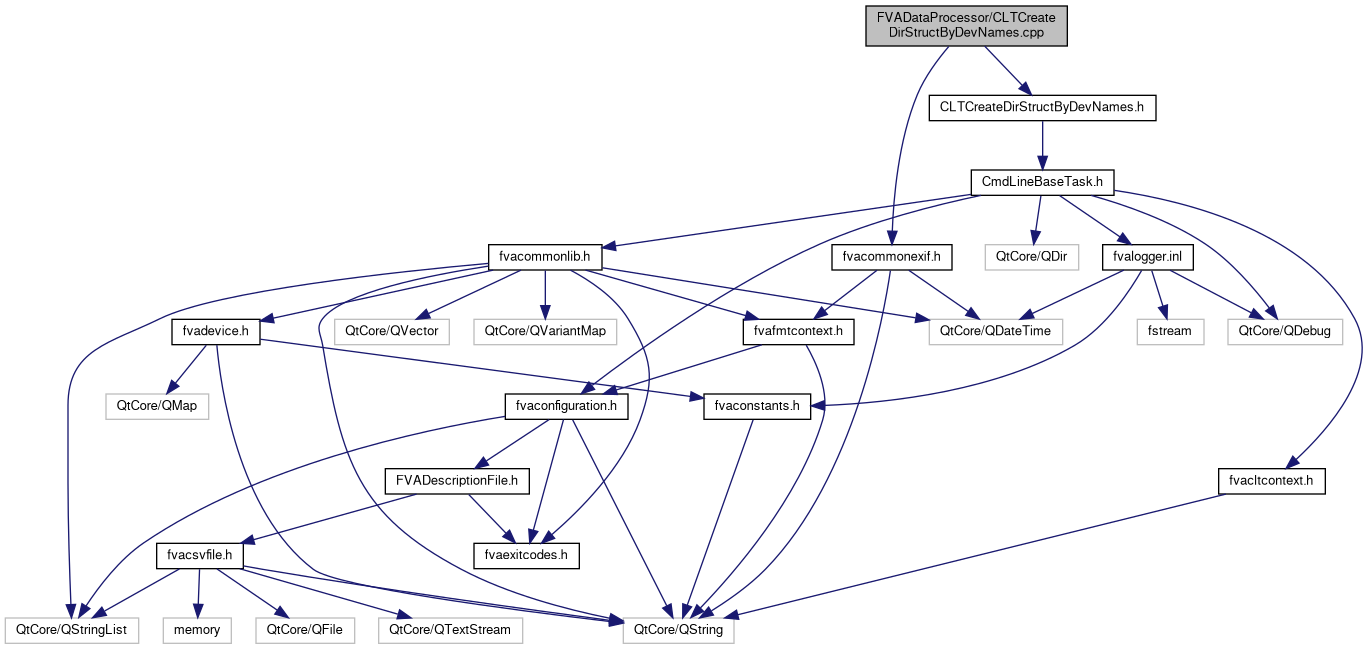 FVADataProcessor/CLTCreate
DirStructByDevNames.cpp
CLTCreateDirStructByDevNames.h
CmdLineBaseTask.h
fvacommonlib.h
fvacommonexif.h
QtCore/QDir
fvalogger.inl
fvadevice.h
QtCore/QVector
QtCore/QVariantMap
fvafmtcontext.h
QtCore/QDateTime
fstream
QtCore/QDebug
QtCore/QMap
fvaconfiguration.h
fvaconstants.h
FVADescriptionFile.h
fvacltcontext.h
fvacsvfile.h
fvaexitcodes.h
QtCore/QStringList
memory
QtCore/QFile
QtCore/QTextStream
QtCore/QString